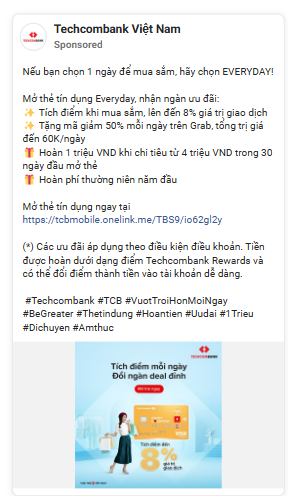 Techcombank Việt Nam
Sponsored
Nếu bạn chọn 1 ngày để mua sắm, hãy chọn EVERYDAY!
Mở thẻ tín dụng Everyday, nhận ngàn ưu đãi:
✨ Tích điểm khi mua sắm, lên đến 8% giá trị giao dịch
✨ Tặng mã giảm 50% mỗi ngày trên Grab, tổng trị giá
đến 60K/ngày
🎁 Hoàn 1 triệu VND khi chi tiêu từ 4 triệu VND trong 30
ngày đầu mở thẻ
🎁 Hoàn phí thường niên năm đầu
Mở thẻ tín dụng ngay tại
https://tcbmobile.onelink.me/TBS9/io62gl2y
(*) Các ưu đãi áp dụng theo điều kiện điều khoản. Tiền
được hoàn dưới dạng điểm Techcombank Rewards và
có thể đổi điểm thành tiền vào tài khoản dễ dàng.
#Techcombank #TCB #VuotTroiHonMoiNgay
#BeGreater #Thetindung #Hoantien #Uudai #1Trieu
#Dichuyen #Amthuc
TECHCOMBANK
Tích điểm mỗi ngày
Đổi ngàn deal đỉnh
Tích điểm đến
8%
giá trị
giao dịch